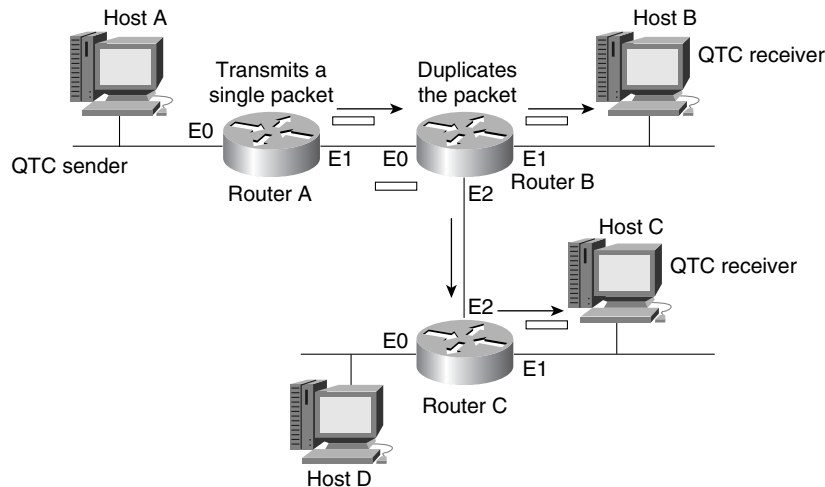 Host A
Host B
QTC receiver
Transmits a
single packet
Duplicates
the packet
E0
E1
E0
E1
QTC sender
Router A
Router B
E2
Host C
QTC receiver
E2
E0
E1
Router C
Host D